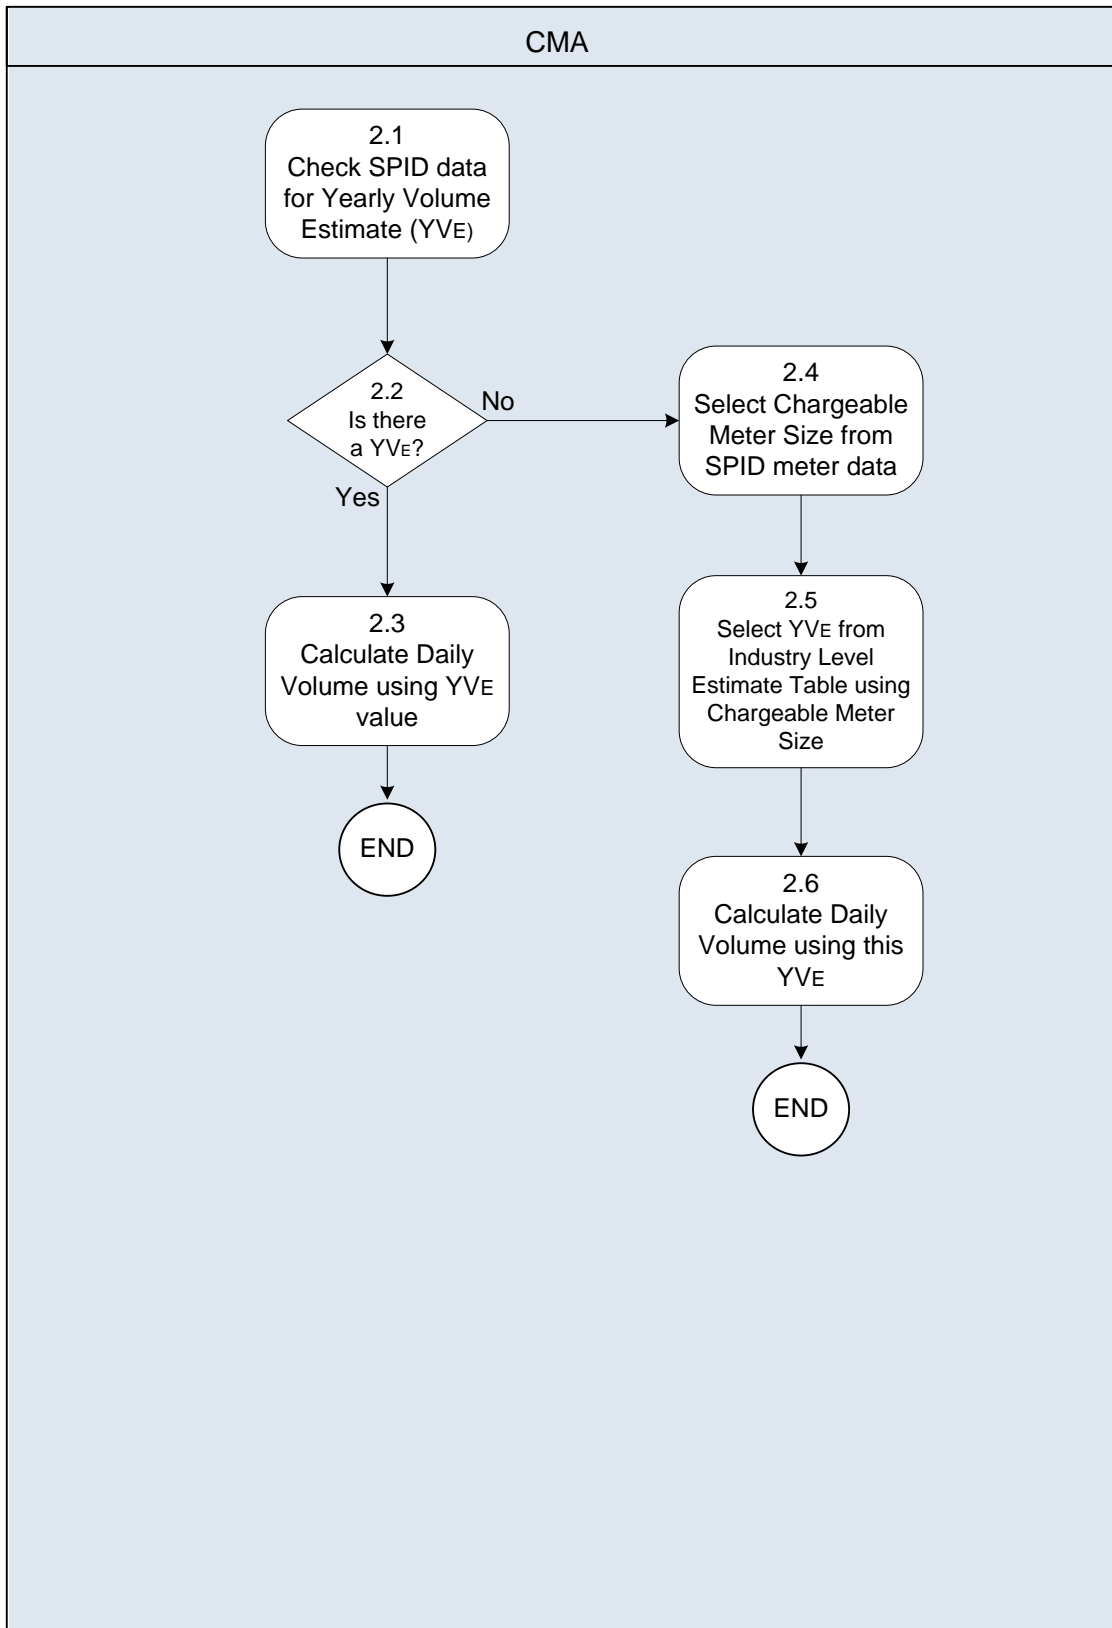 CMA
2.1
Check SPID data
for Yearly Volume
Estimate (YVE)
2.2
Is there
a YVE?
No
Yes
2.4
Select Chargeable
Meter Size from
SPID meter data
2.3
Calculate Daily
Volume using YVE
value
2.5
Select YVE from
Industry Level
Estimate Table using
Chargeable Meter
Size
END
2.6
Calculate Daily
Volume using this
YVE
END